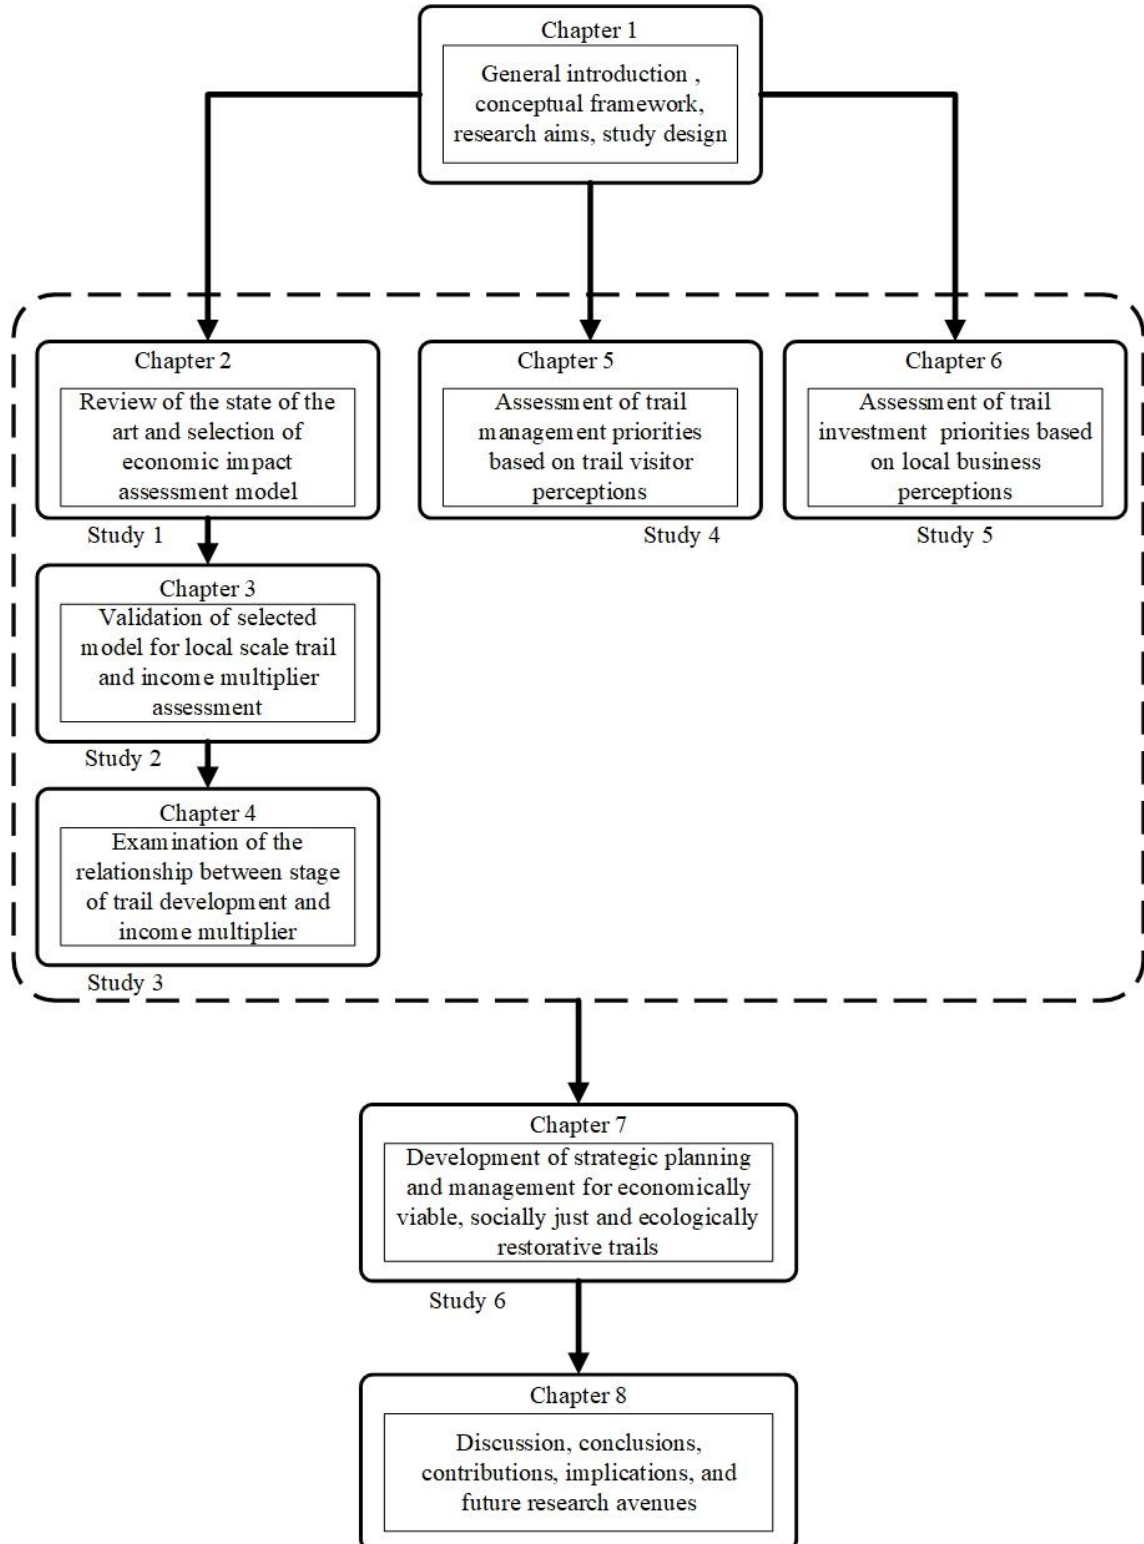 Chapter 1
General introduction ,
conceptual framework,
research aims, study design
Chapter 2
Review of the state of the
art and selection of
economic impact
assessment model
Study 1
Chapter 5
Assessment of trail
management priorities
based on trail visitor
perceptions
Study 4
Chapter 6
Assessment of trail
investment priorities based
on local business
perceptions
Study 5
Chapter 3
Validation of selected
model for local scale trail
and income multiplier
assessment
Study 2
Chapter 4
Examination of the
relationship between stage
of trail development and
income multiplier
Study 3
Chapter 7
Development of strategic planning
and management for economically
viable, socially just and ecologically
restorative trails
Study 6
Chapter 8
Discussion, conclusions,
contributions, implications, and
future research avenues